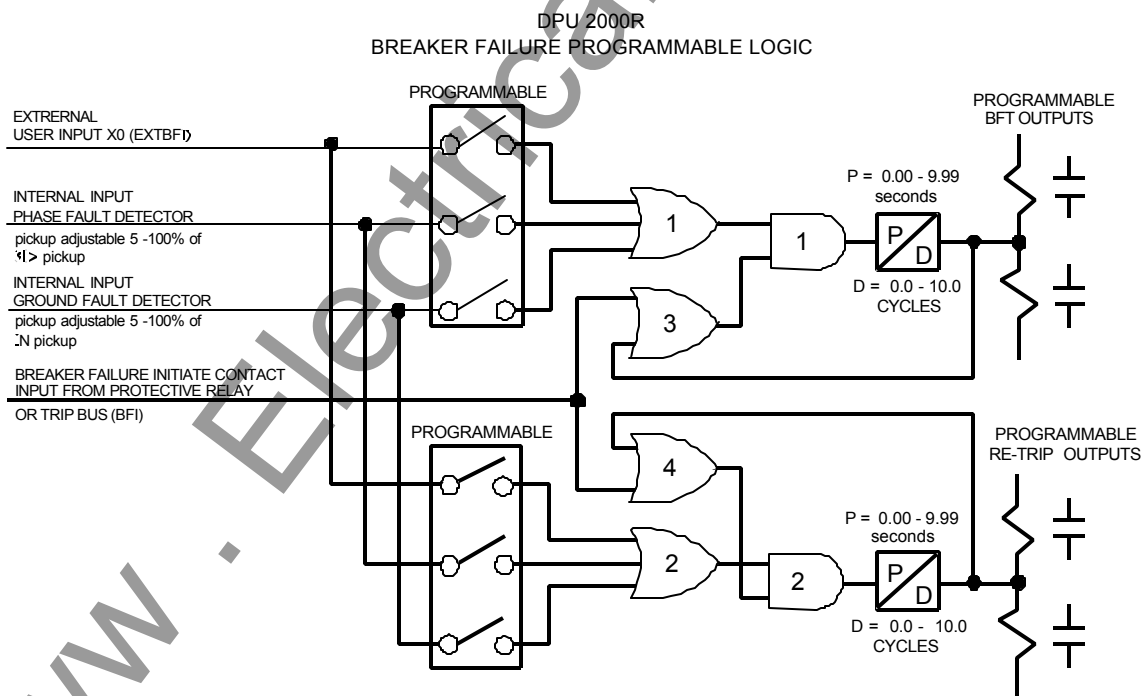 DPU 2000R
BREAKER FAILURE PROGRAMMABLE LOGIC
PROGRAMMABLE
PROGRAMMABLE
BFT OUTPUTS
EXTRERNAL
USER INPUT X0 (EXTBFI)
INTERNAL INPUT
PHASE FAULT DETECTOR
pickup adjustable 5 -100% of
> pickup
INTERNAL INPUT
GROUND FAULT DETECTOR
pickup adjustable 5 -100% of
N pickup
BREAKER FAILURE INITIATE CONTACT
INPUT FROM PROTECTIVE RELAY
OR TRIP BUS (BFI)
1
1
3
P = 0.00 - 9.99
seconds
P
D
D = 0.0 - 10.0
CYCLES
PROGRAMMABLE
4
2
2
P = 0.00 - 9.99
seconds
P
D
D = 0.0 - 10.0
CYCLES
PROGRAMMABLE
RE-TRIP OUTPUTS
w . Electrica